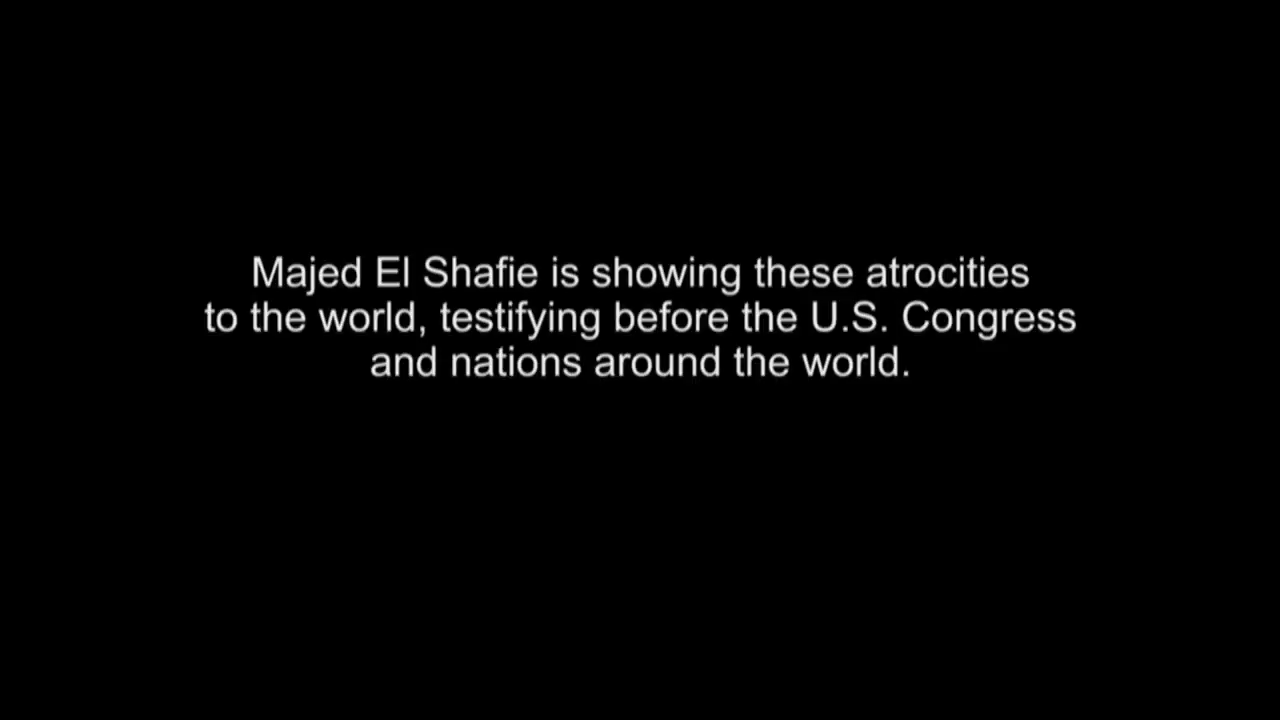 Majed El Shafie is showing these atrocities
to the world, testifying before the U.S. Congress
and nations around the world.